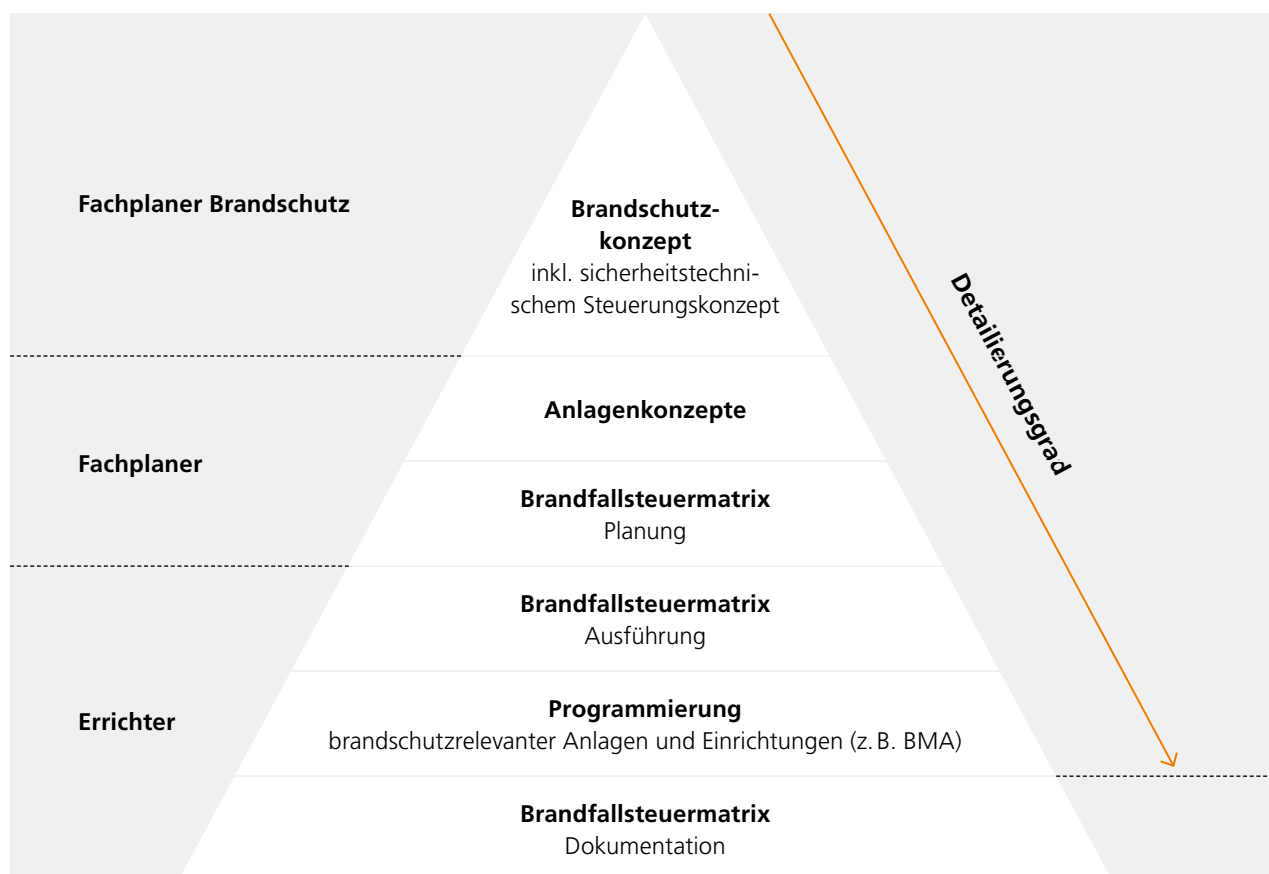 Fachplaner Brandschutz
Brandschutz-
konzept
inkl. sicherheitstechni-
schem Steuerungskonzept
Detailierungsgrad
Fachplaner
Anlagenkonzepte
Brandfallsteuermatrix
Planung
Errichter
Brandfallsteuermatrix
Ausführung
Programmierung
brandschutzrelevanter Anlagen und Einrichtungen (z. B. BMA)
Brandfallsteuermatrix
Dokumentation